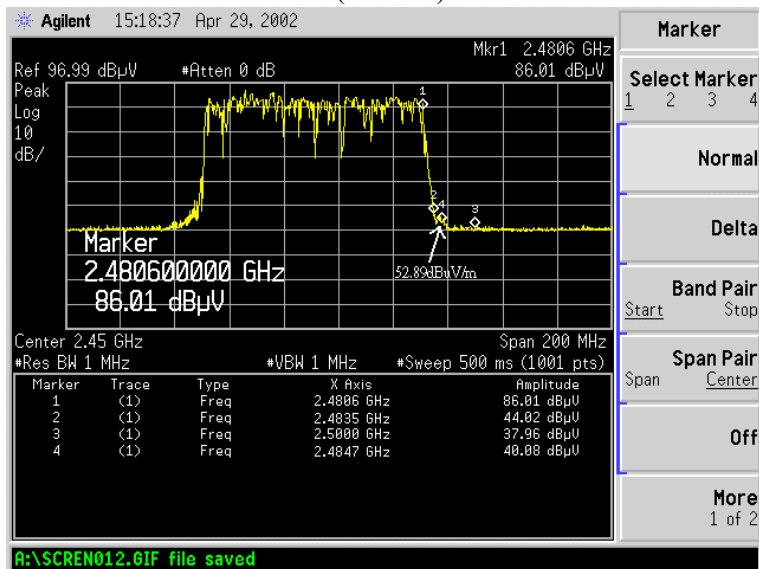 Agilent 15:18:37 Apr 29, 2002
Mkr1 2.4806 GHz
Ref 96.99 dBµV #Atten 0 dB 86.01 dBµV
Peak
Log
10
dB/
1
2
4
3
Marker
2.480600000 GHz
86.01 dBµV
52.89dBuV/m
Center 2.45 GHz Span 200 MHz
#Res BW 1 MHz #VBW 1 MHz #Sweep 500 ms (1001 pts)
Marker Trace Type X Axis Amplitude
1 (1) Freq 2.4806 GHz 86.01 dBµV
2 (1) Freq 2.4835 GHz 44.02 dBµV
3 (1) Freq 2.5000 GHz 37.96 dBµV
4 (1) Freq 2.4847 GHz 40.08 dBµV
A:\SCREN012.GIF file saved
Marker
Select Marker
1 2 3 4
Normal
Delta
Band Pair
Start Stop
Span Pair
Span Center
Off
More
1 of 2